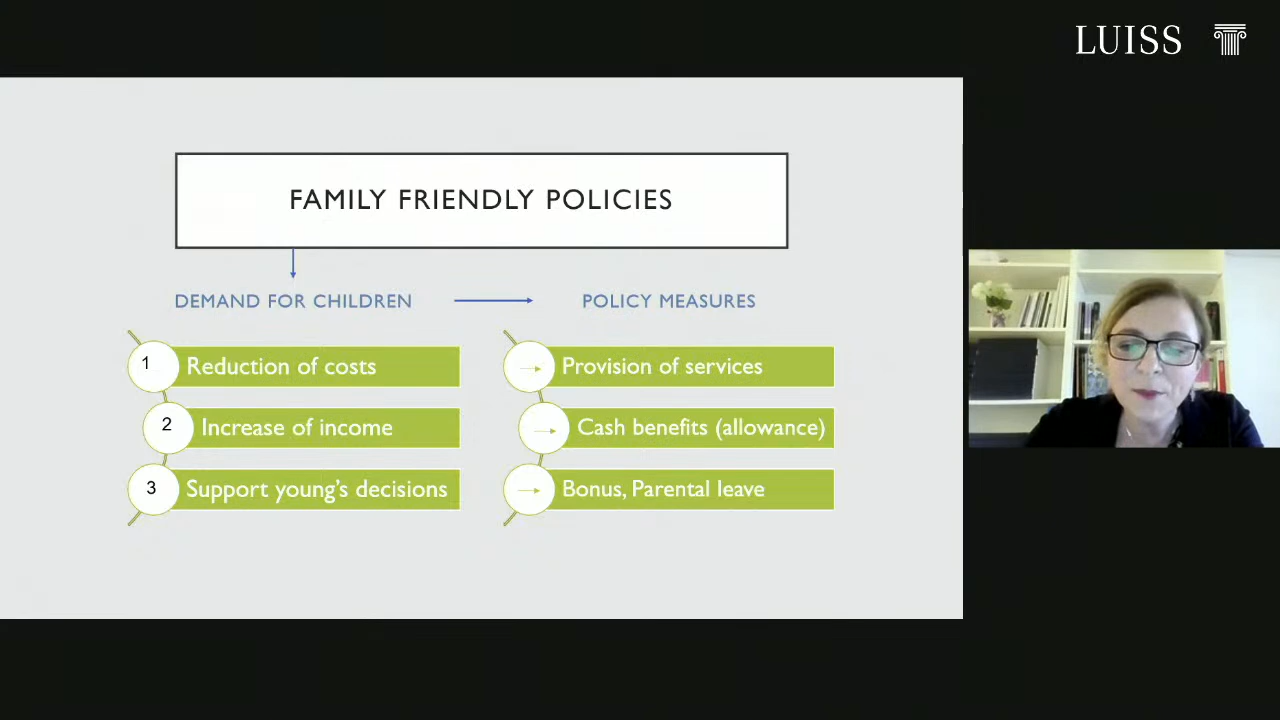 LUISS
FAMILY FRIENDLY POLICIES
DEMAND FOR CHILDREN
POLICY MEASURES
1
Reduction of costs
Provision of services
2
Increase of income
Cash benefits (allowance)
3
Support young's decisions
Bonus, Parental leave